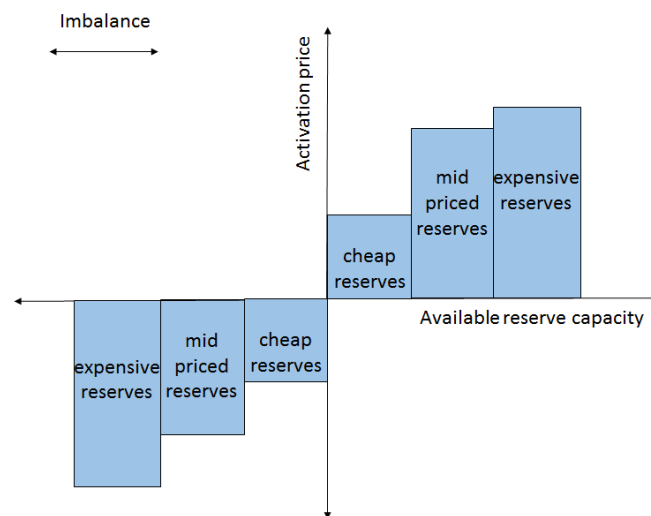 Imbalance
Activation price
mid
priced
reserves
expensive
reserves
cheap
reserves
Available reserve capacity
expensive
reserves
mid
priced
reserves
cheap
reserves